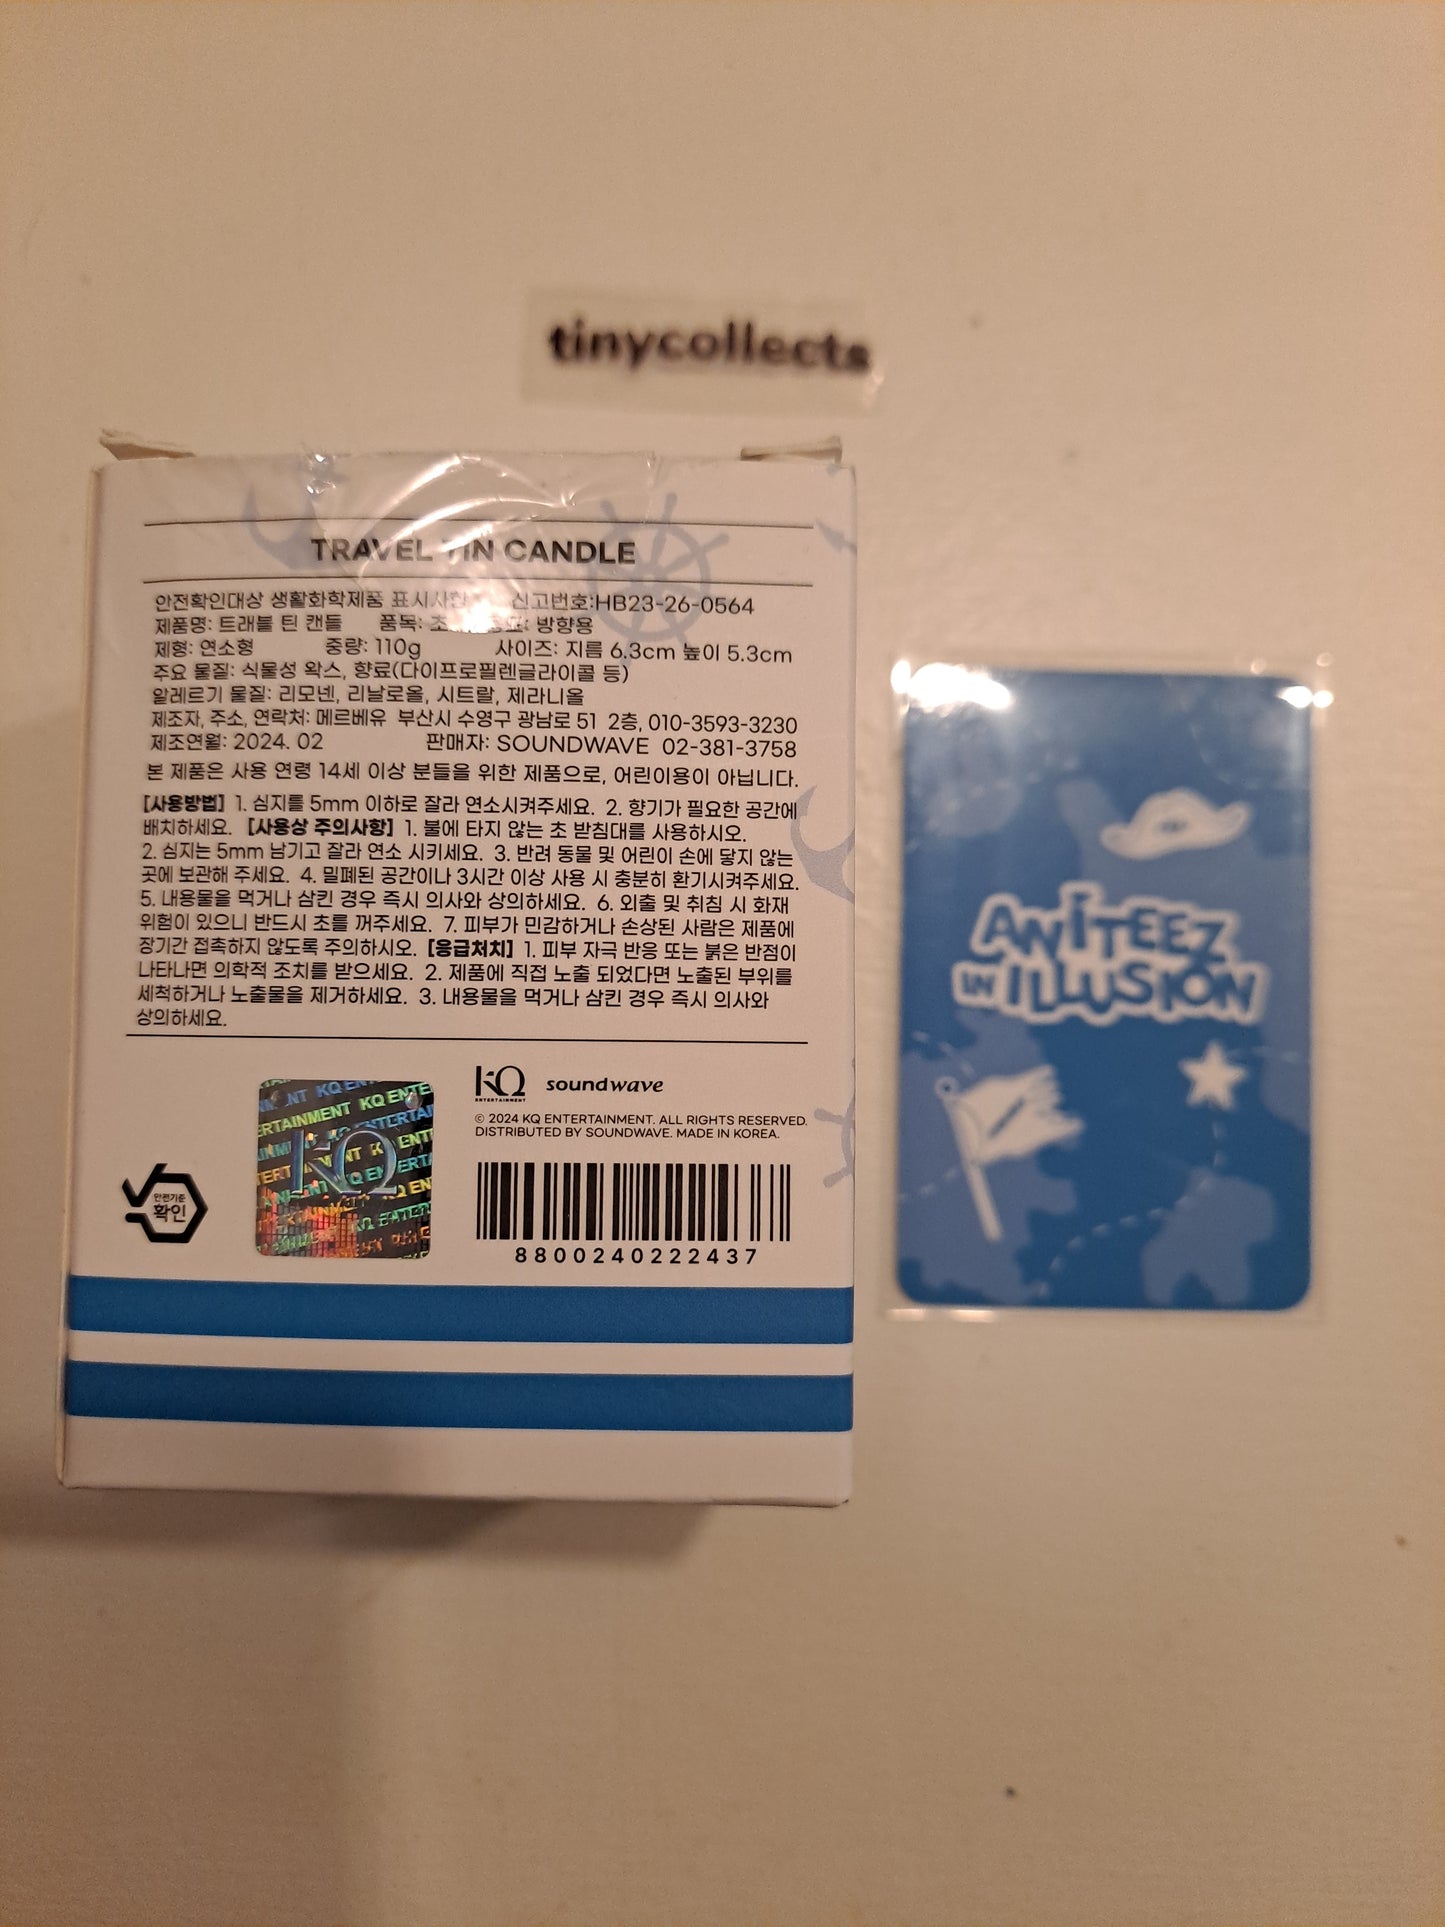 tinycollects
TRAVEL TIN CANDLE
안전확인대상 생활화학제품 표시사항 신고번호:HB23-26-0564
제품명: 트래블 틴 캔들 품목: 방향용
제형: 연소형 중량: 110g 사이즈: 지름 6.3cm 높이 5.3cm
주요 물질: 식물성 왁스, 향료(다이프로필렌글라이콜 등)
알레르기 물질: 리모넨, 리날로올, 시트랄, 제라니올
제조자, 주소, 연락처: 메르베유 부산시 수영구 광남로 51 2층, 010-3593-3230
제조연월: 2024. 02 판매자: SOUNDWAVE 02-381-3758
본 제품은 사용 연령 14세 이상 분들을 위한 제품으로, 어린이용이 아닙니다.
[사용방법] 1. 심지를 5mm 이하로 잘라 연소시켜주세요. 2. 향기가 필요한 공간에
배치하세요. [사용상 주의사항] 1. 불에 타지 않는 초 받침대를 사용하시오.
2. 심지는 5mm 남기고 잘라 연소 시키세요. 3. 반려 동물 및 어린이 손에 닿지 않는
곳에 보관해 주세요. 4. 밀폐된 공간이나 3시간 이상 사용 시 충분히 환기시켜주세요.
5. 내용물을 먹거나 삼킨 경우 즉시 의사와 상의하세요. 6. 외출 및 취침 시 화재
위험이 있으니 반드시 초를 꺼주세요. 7. 피부가 민감하거나 손상된 사람은 제품에
장기간 접촉하지 않도록 주의하시오. [응급처치] 1. 피부 자극 반응 또는 붉은 반점이
나타나면 의학적 조치를 받으세요. 2. 제품에 직접 노출 되었다면 노출된 부위를
세척하거나 노출물을 제거하세요. 3. 내용물을 먹거나 삼킨 경우 즉시 의사와
상의하세요.
KQ ENTERTAINMENT soundwave
© 2024 KQ ENTERTAINMENT. ALL RIGHTS RESERVED.
DISTRIBUTED BY SOUNDWAVE. MADE IN KOREA.
안전기준
확인
KQ
8800240222437
ANITEEZ
IN ILLUSION